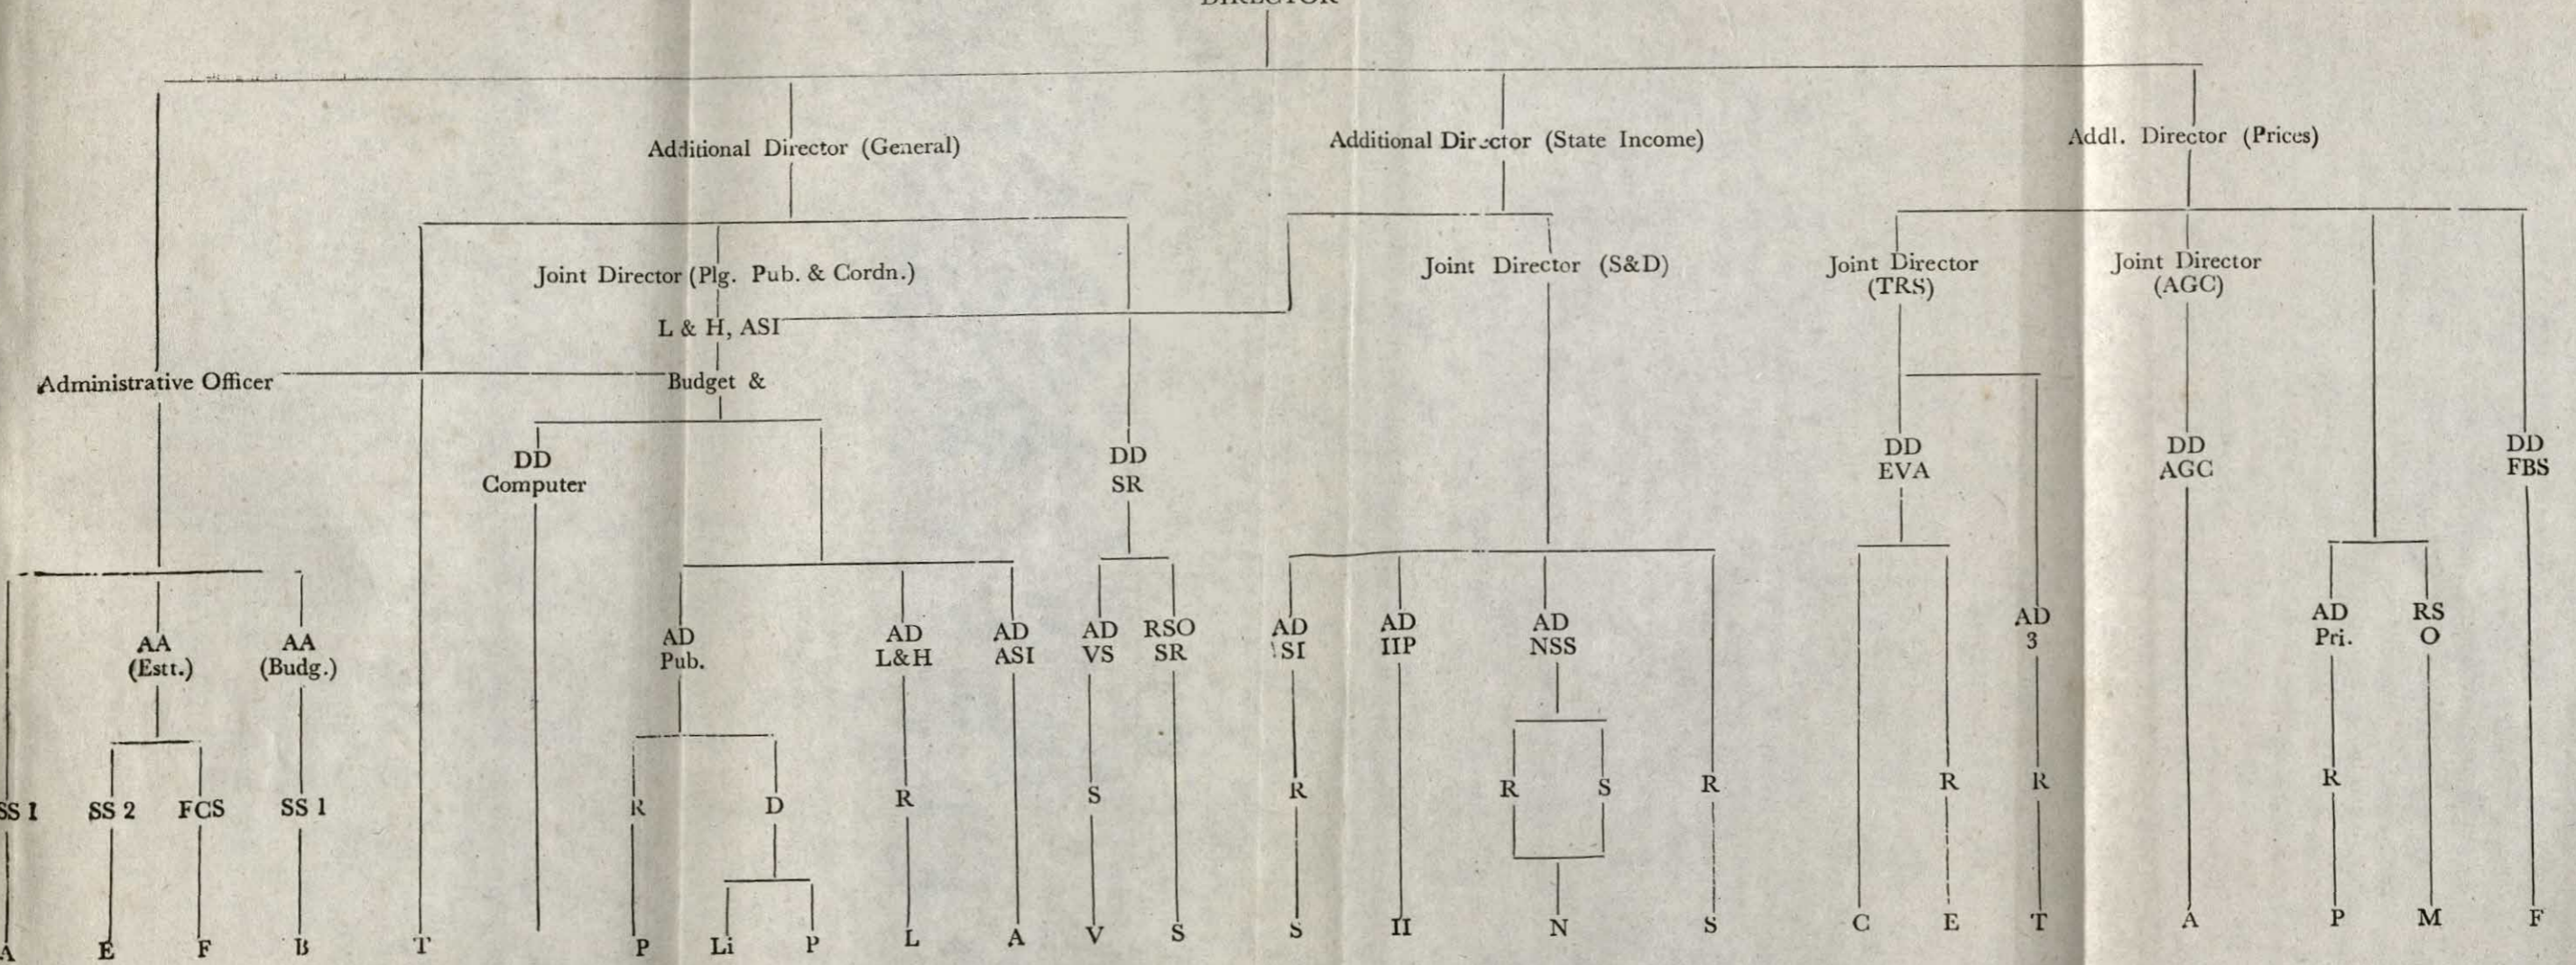 DIRECTOR
Additional Director (General)
Additional Director (State Income)
Addl. Director (Prices)
Joint Director (Plg. Pub. & Cordn.)
Joint Director (S&D)
Joint Director
(TRS)
Joint Director
(AGC)
L & H, ASI
Administrative Officer
Budget &
DD
Computer
DD
SR
DD
EVA
DD
AGC
DD
FBS
AA
(Estt.)
AA
(Budg.)
AD
Pub.
AD
L&H
AD
ASI
AD
VS
RSO
SR
AD
SI
AD
IIP
AD
NSS
AD
3
AD
Pri.
RS
O
SS 1
SS 2
FCS
SS 1
R
D
R
S
R
R
S
R
R
R
R
A
E
F
B
T
P
Li
P
L
A
V
S
S
II
N
S
C
E
T
A
P
M
F